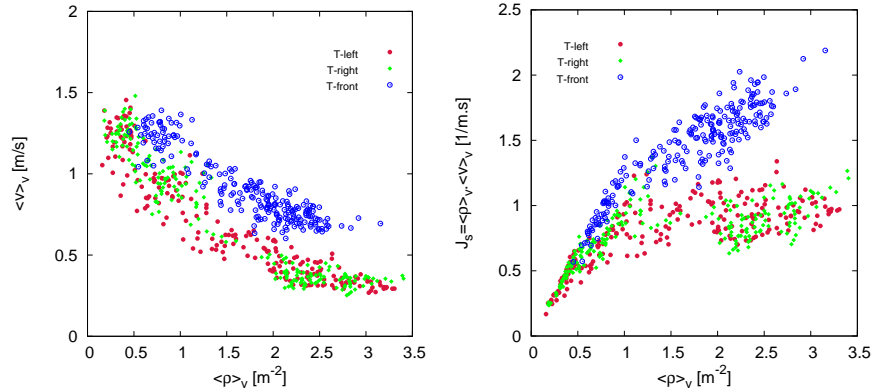 2
1.5
1
0.5
0
0 0.5 1 1.5 2 2.5 3 3.5
<v>v [m/s]
<ρ>v [m-2]
T-left
T-right
T-front
2.5
2
1.5
1
0.5
0
0 0.5 1 1.5 2 2.5 3 3.5
Js=<ρ>v.<v>v [1/m.s]
<ρ>v [m-2]
T-left
T-right
T-front